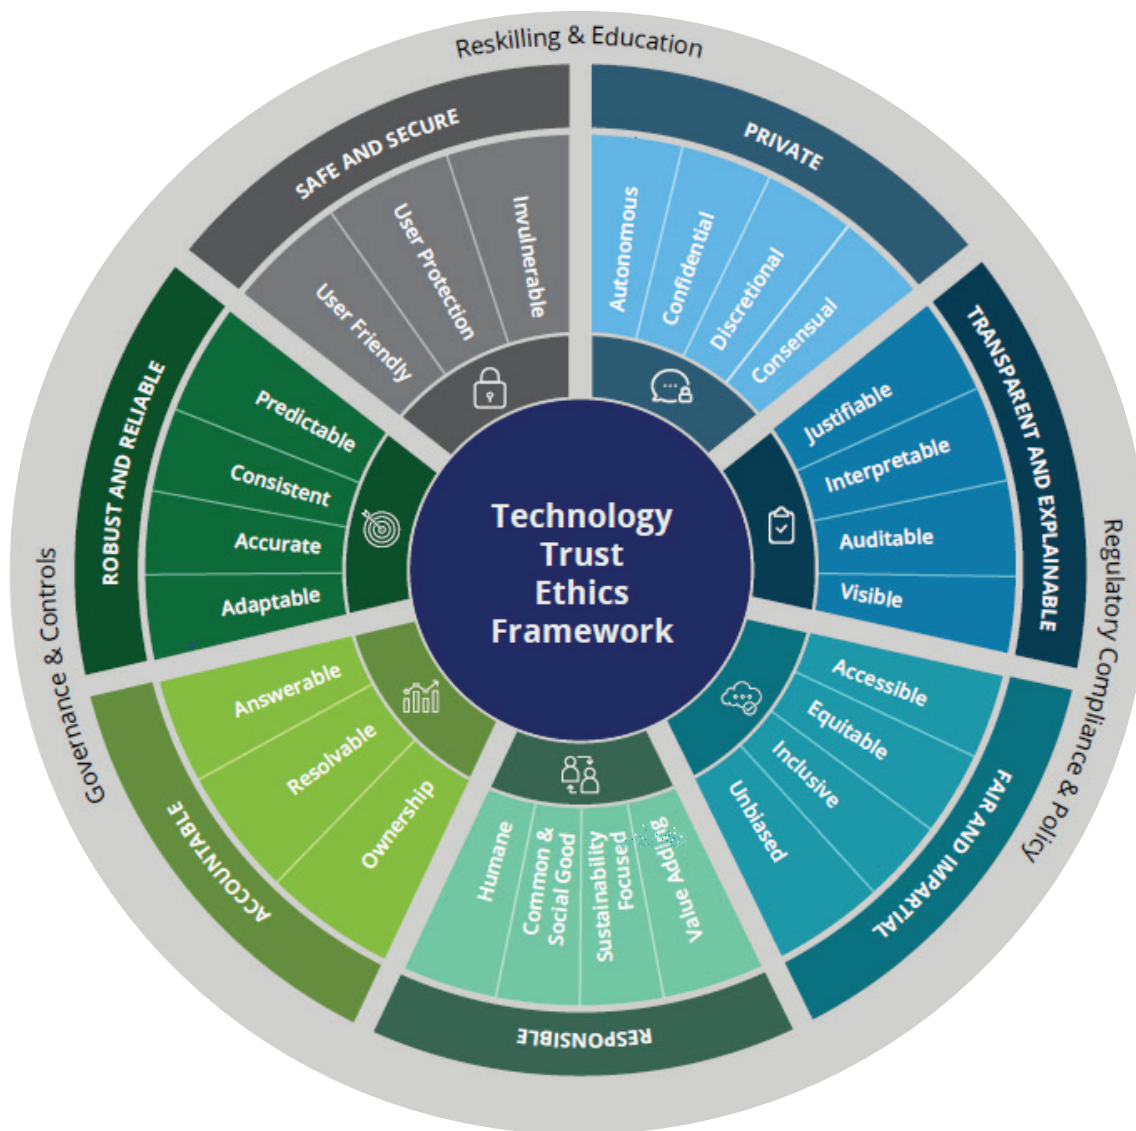 Reskilling & Education
SAFE AND SECURE
User Friendly
User Protection
Invulnerable
PRIVATE
Autonomous
Confidential
Discretional
Consensual
TRANSPARENT AND EXPLAINABLE
Justifiable
Interpretable
Auditable
Visible
Regulatory Compliance & Policy
FAIR AND IMPARTIAL
Accessible
Equitable
Inclusive
Unbiased
RESPONSIBLE
Humane
Common &
Social Good
Sustainability
Focused
Value Adding
ACCOUNTABLE
Answerable
Resolvable
Ownership
Governance & Controls
ROBUST AND RELIABLE
Predictable
Consistent
Accurate
Adaptable
Technology
Trust
Ethics
Framework